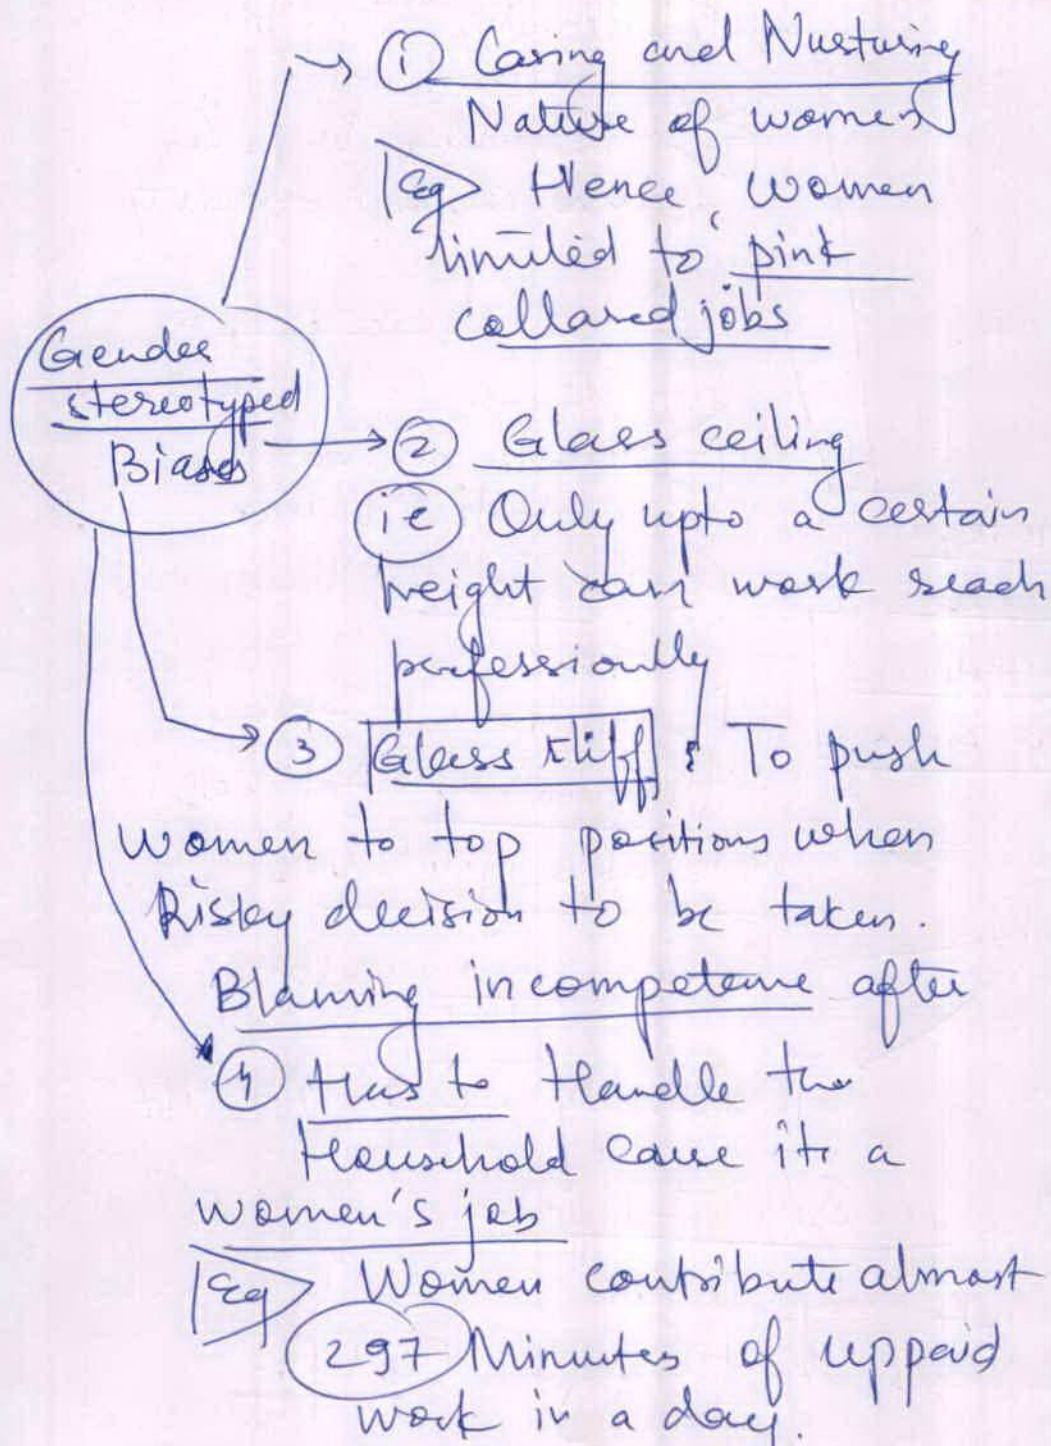 ① Caring and Nurturing
Nature of women
Eg Hence, women
limited to pink
collared jobs
Gender
stereotyped
Biases
② Glass ceiling
ie Only upto a certain
height can work reach
perfessionlly
③ Glass Cliff : To push
women to top positions when
Risky decision to be taken.
Blaming incompetence after
④ Has to Handle the
Household cause its a
women's job
Eg Women contribute almost
297 Minutes of uppaid
work in a day.